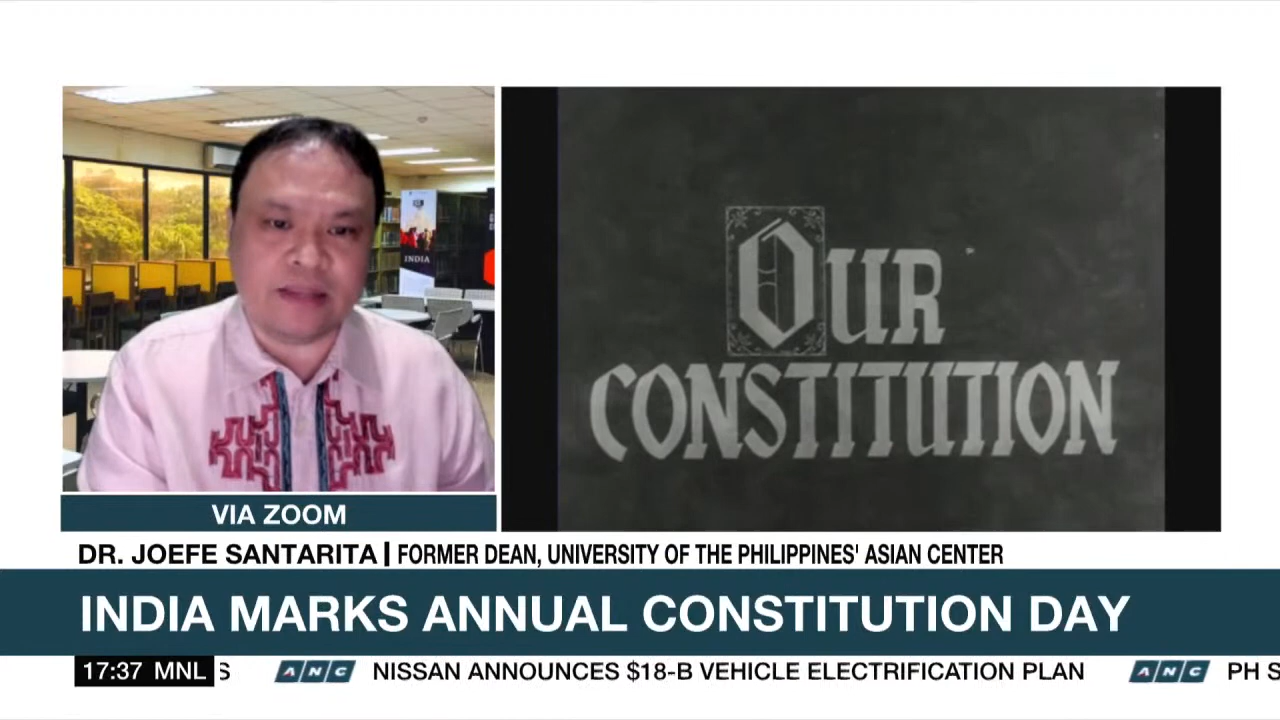 INDIA
OUR
CONSTITUTION
VIA ZOOM
DR. JOEFE SANTARITA | FORMER DEAN, UNIVERSITY OF THE PHILIPPINES' ASIAN CENTER
INDIA MARKS ANNUAL CONSTITUTION DAY
17:37 MNL S ANC NISSAN ANNOUNCES $18-B VEHICLE ELECTRIFICATION PLAN ANC PH S